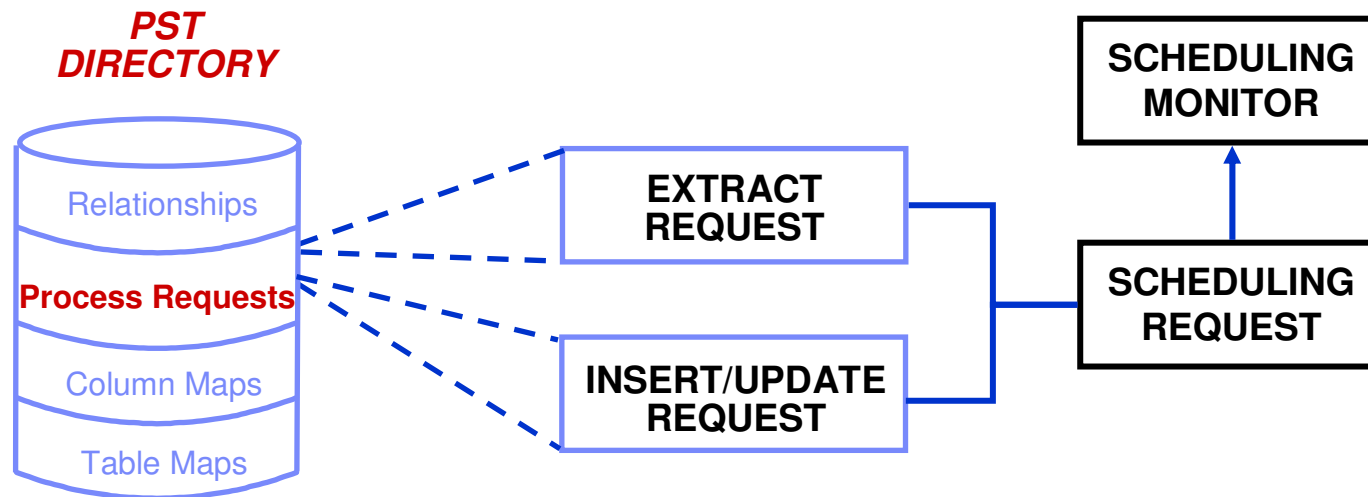 PST
DIRECTORY
Relationships
Process Requests
Column Maps
Table Maps
EXTRACT
REQUEST
INSERT/UPDATE
REQUEST
SCHEDULING
MONITOR
SCHEDULING
REQUEST